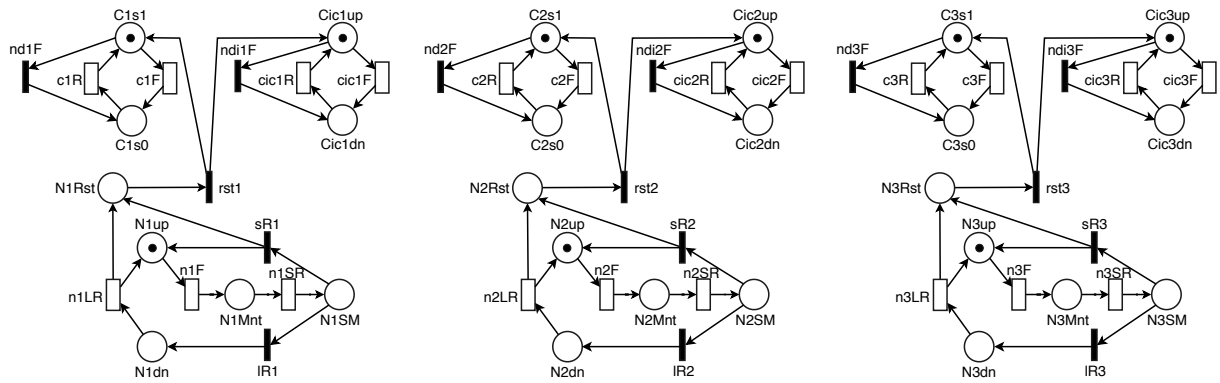 C1s1 Cic1up C2s1 Cic2up C3s1 Cic3up
nd1F ndi1F nd2F ndi2F nd3F ndi3F
c1R c1F cic1R cic1F c2R c2F cic2R cic2F c3R c3F cic3R cic3F
C1s0 Cic1dn C2s0 Cic2dn C3s0 Cic3dn
N1Rst rst1 N2Rst rst2 N3Rst rst3
N1up sR1 N2up sR2 N3up sR3
n1F n1SR n2F n2SR n3F n3SR
n1LR n2LR n3LR
N1Mnt N1SM N2Mnt N2SM N3Mnt N3SM
N1dn lR1 N2dn lR2 N3dn lR3